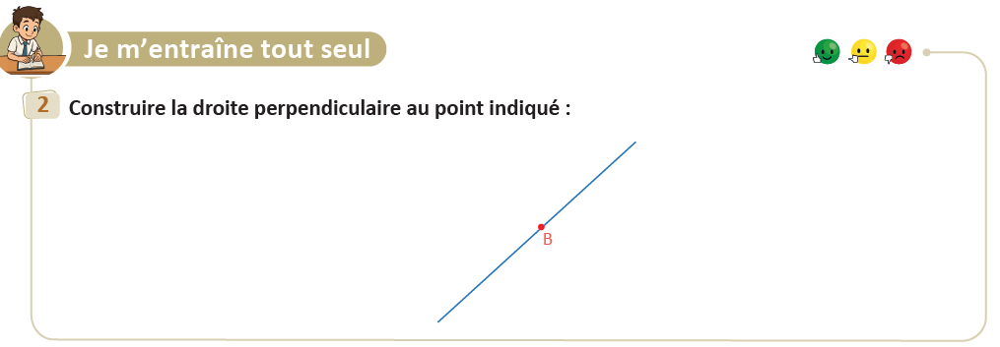 Je m’entraîne tout seul
2 Construire la droite perpendiculaire au point indiqué :
B